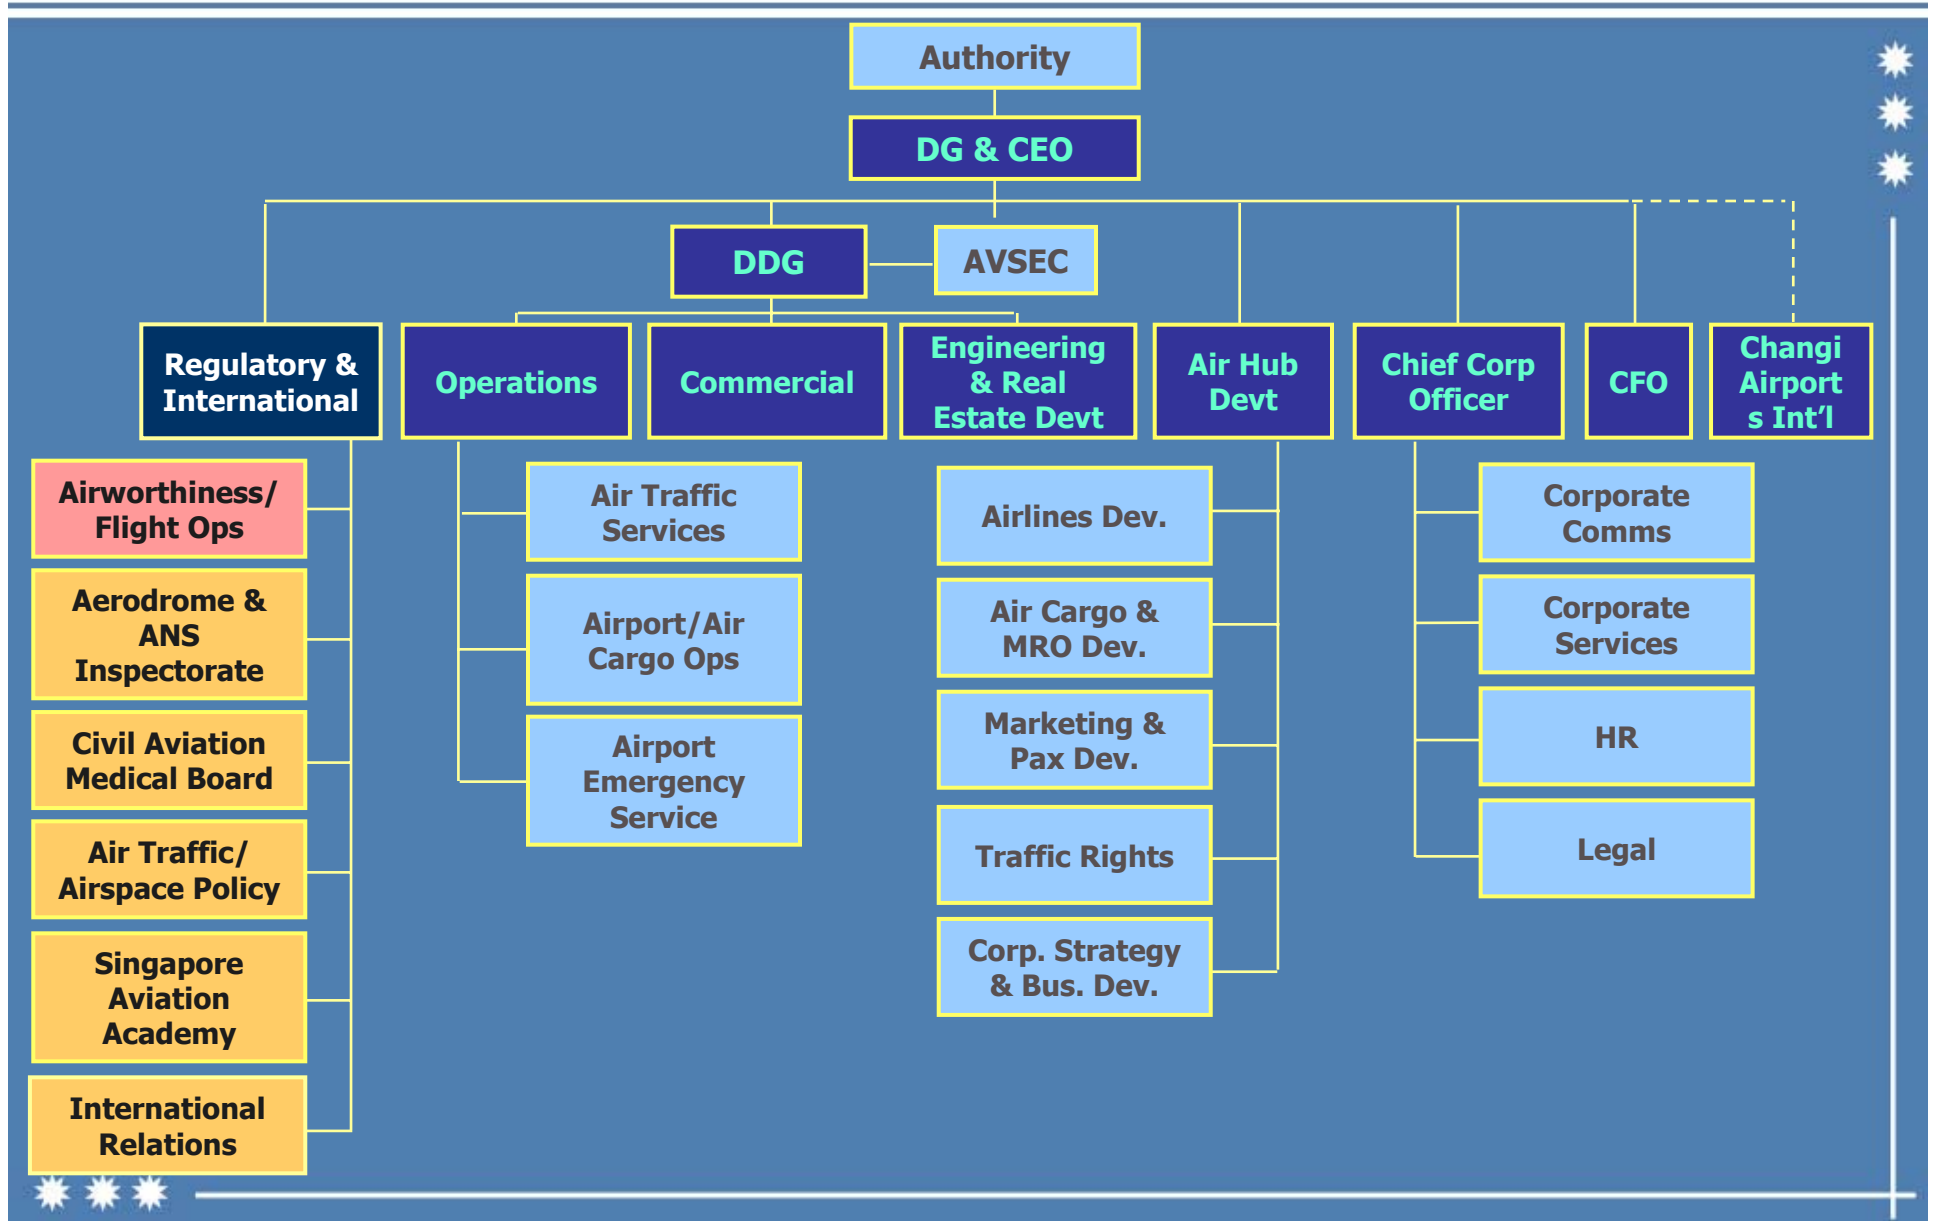 Authority
DG & CEO
DDG
AVSEC
Regulatory &
International
Operations
Commercial
Engineering
& Real
Estate Devt
Air Hub
Devt
Chief Corp
Officer
CFO
Changi
Airport
s Int’l
Airworthiness/
Flight Ops
Aerodrome &
ANS
Inspectorate
Civil Aviation
Medical Board
Air Traffic/
Airspace Policy
Singapore
Aviation
Academy
International
Relations
Air Traffic
Services
Airport/Air
Cargo Ops
Airport
Emergency
Service
Airlines Dev.
Air Cargo &
MRO Dev.
Marketing &
Pax Dev.
Traffic Rights
Corp. Strategy
& Bus. Dev.
Corporate
Comms
Corporate
Services
HR
Legal